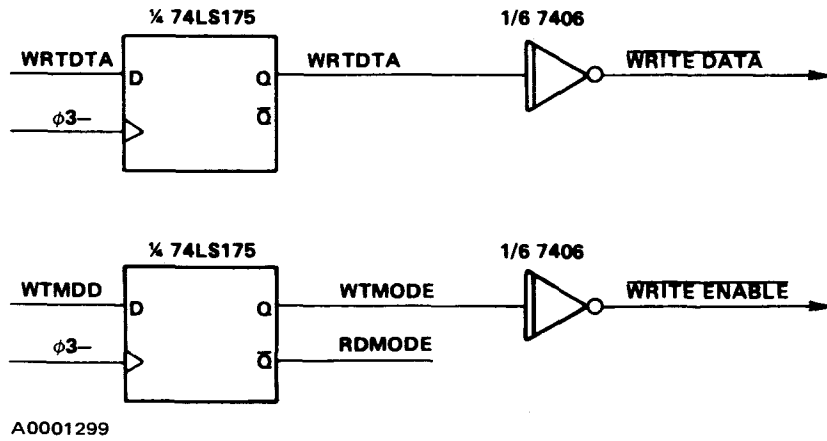 ¼ 74LS175
1/6 7406
WRTDTA
D
Q
WRTDTA
WRITE DATA
ϕ3–
Q̅
¼ 74LS175
1/6 7406
WTMDD
D
Q
WTMODE
WRITE ENABLE
ϕ3–
Q̅
RDMODE
A0001299